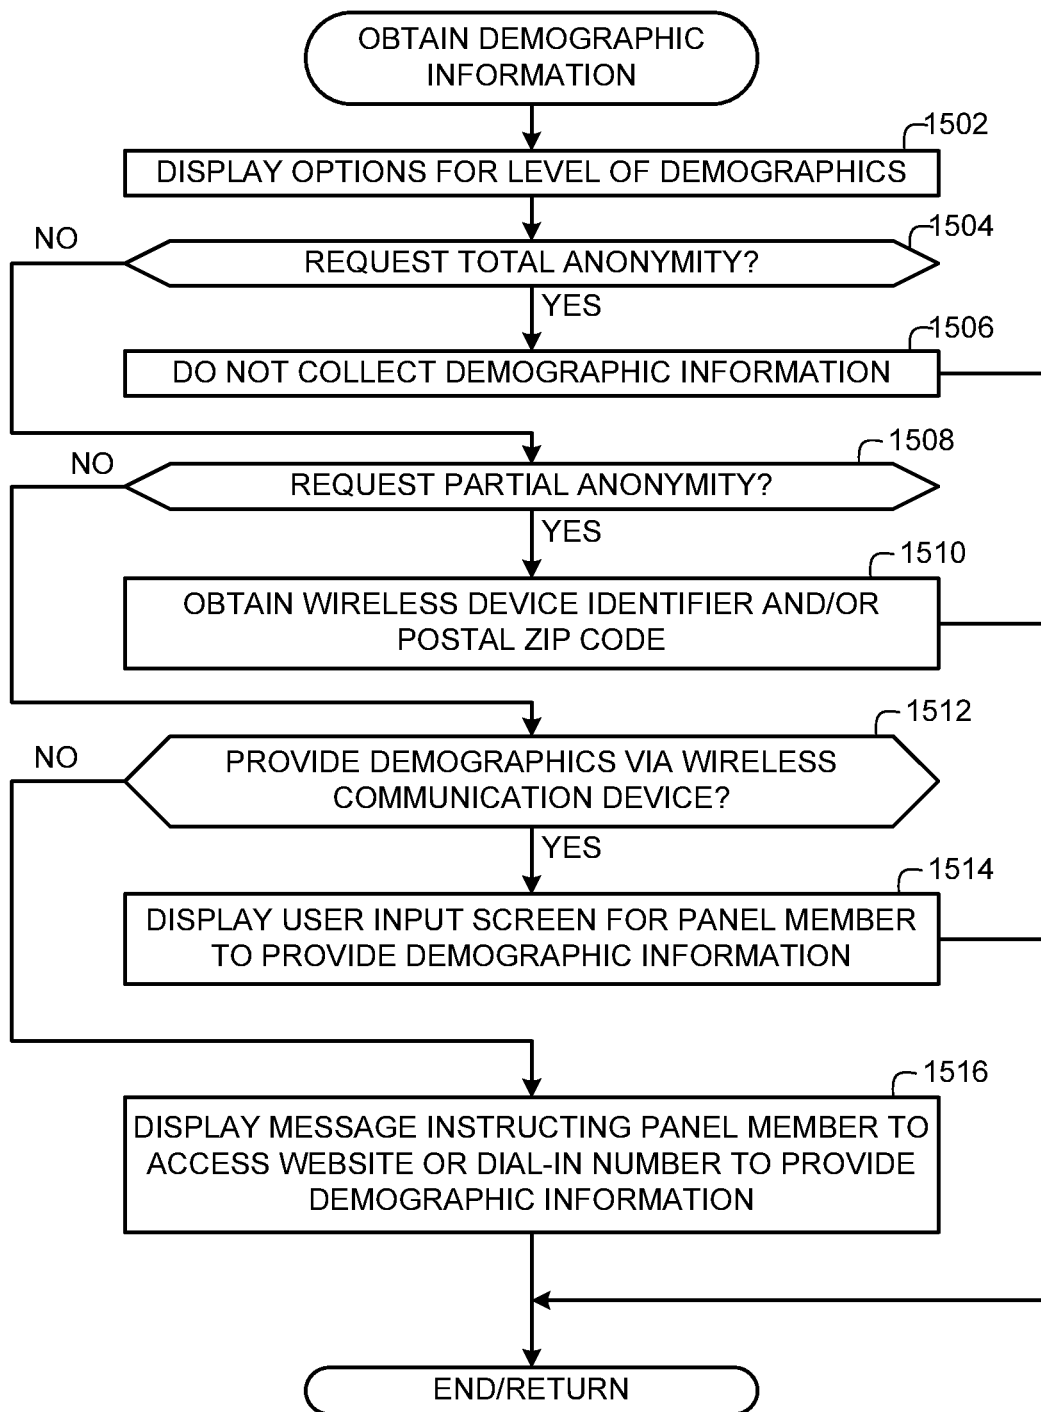 OBTAIN DEMOGRAPHIC
INFORMATION
1502
DISPLAY OPTIONS FOR LEVEL OF DEMOGRAPHICS
1504
NO
REQUEST TOTAL ANONYMITY?
YES
1506
DO NOT COLLECT DEMOGRAPHIC INFORMATION
1508
NO
REQUEST PARTIAL ANONYMITY?
YES
1510
OBTAIN WIRELESS DEVICE IDENTIFIER AND/OR
POSTAL ZIP CODE
1512
NO
PROVIDE DEMOGRAPHICS VIA WIRELESS
COMMUNICATION DEVICE?
YES
1514
DISPLAY USER INPUT SCREEN FOR PANEL MEMBER
TO PROVIDE DEMOGRAPHIC INFORMATION
1516
DISPLAY MESSAGE INSTRUCTING PANEL MEMBER TO
ACCESS WEBSITE OR DIAL-IN NUMBER TO PROVIDE
DEMOGRAPHIC INFORMATION
END/RETURN